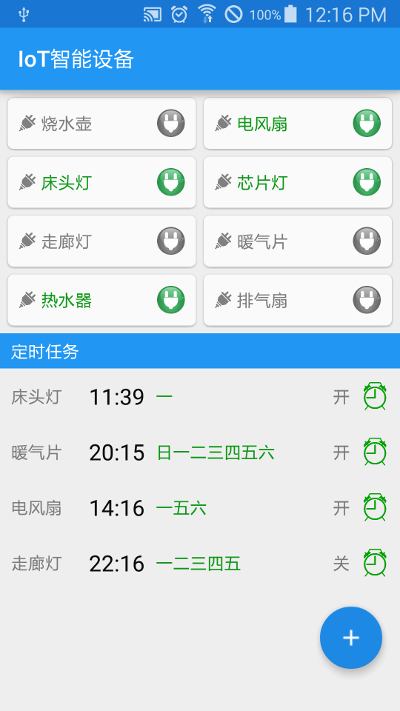 100% 12:16 PM
IoT智能设备
烧水壶 电风扇
床头灯 芯片灯
走廊灯 暖气片
热水器 排气扇
定时任务
床头灯 11:39 一 开
暖气片 20:15 日一二三四五六 开
电风扇 14:16 一五六 开
走廊灯 22:16 一二三四五 关
+